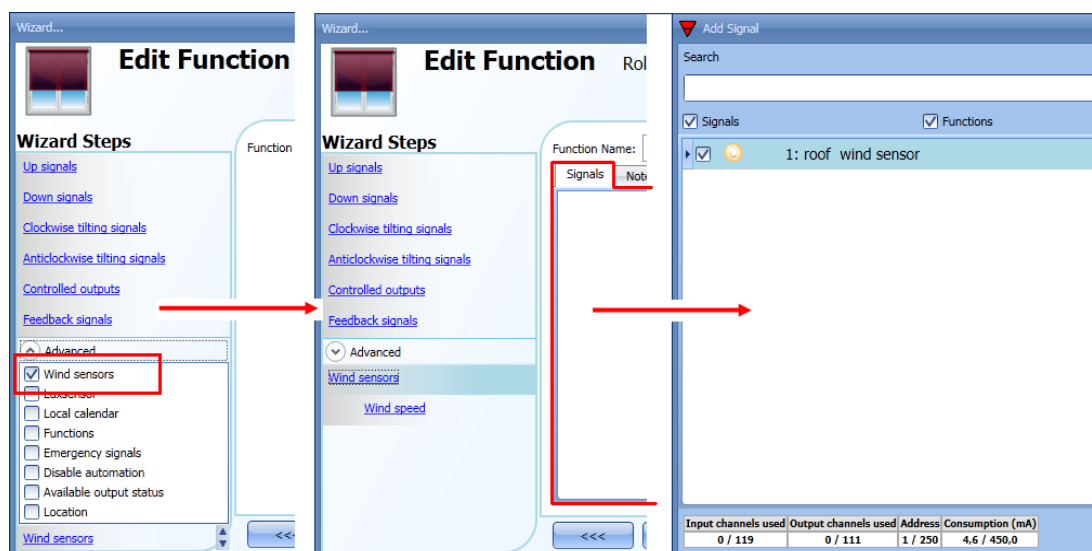 Wizard...
Edit Function
Wizard Steps
Function
Up signals
Down signals
Clockwise tilting signals
Anticlockwise tilting signals
Controlled outputs
Feedback signals
Advanced
Wind sensors
Luxsensor
Local calendar
Functions
Emergency signals
Disable automation
Available output status
Location
Wind sensors
<<<
Wizard...
Edit Function Rol
Wizard Steps
Function Name:
Signals Note
Up signals
Down signals
Clockwise tilting signals
Anticlockwise tilting signals
Controlled outputs
Feedback signals
Advanced
Wind sensors
Wind speed
<<<
Add Signal
Search
Signals Functions
1: roof wind sensor
Input channels used Output channels used Address Consumption (mA)
0 / 119 0 / 111 1 / 250 4,6 / 450,0